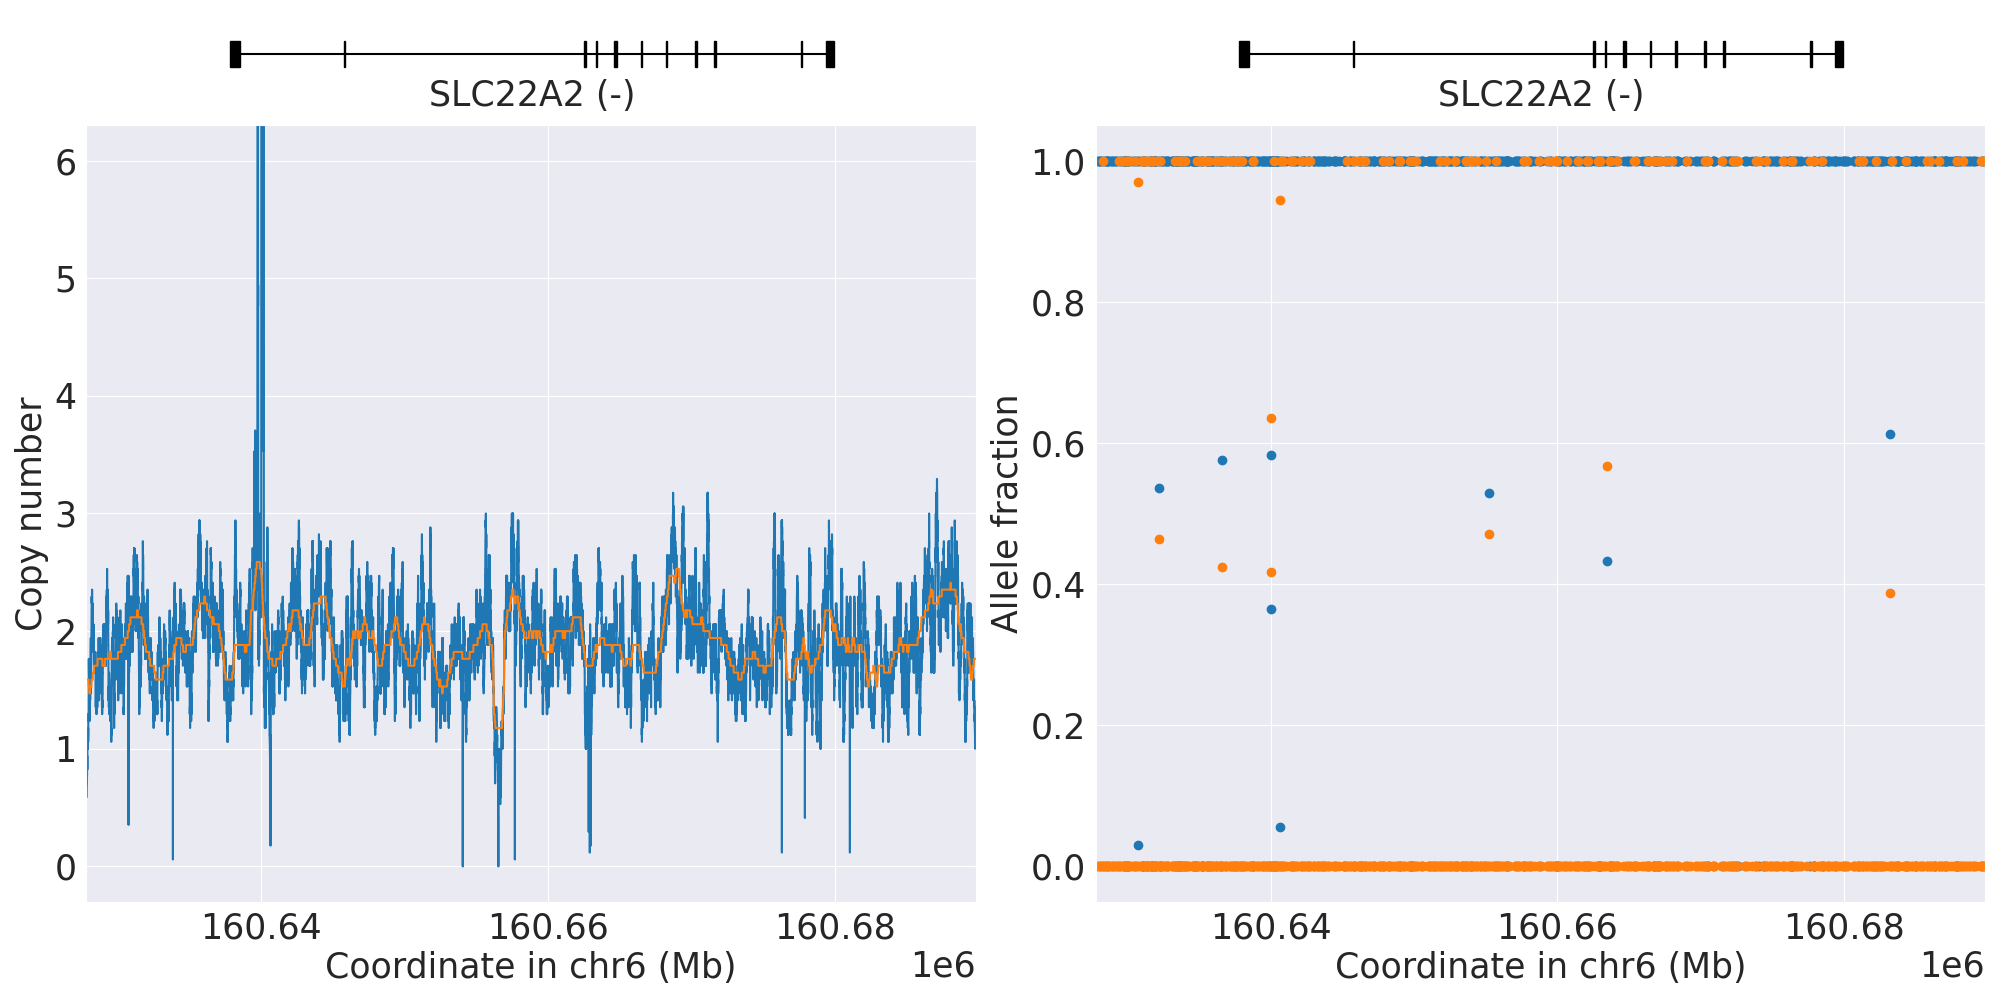 SLC22A2 (-)
6
5
4
3
2
1
0
Copy number
160.64 160.66 160.68
Coordinate in chr6 (Mb) 1e6
SLC22A2 (-)
1.0
0.8
0.6
0.4
0.2
0.0
Allele fraction
160.64 160.66 160.68
Coordinate in chr6 (Mb) 1e6